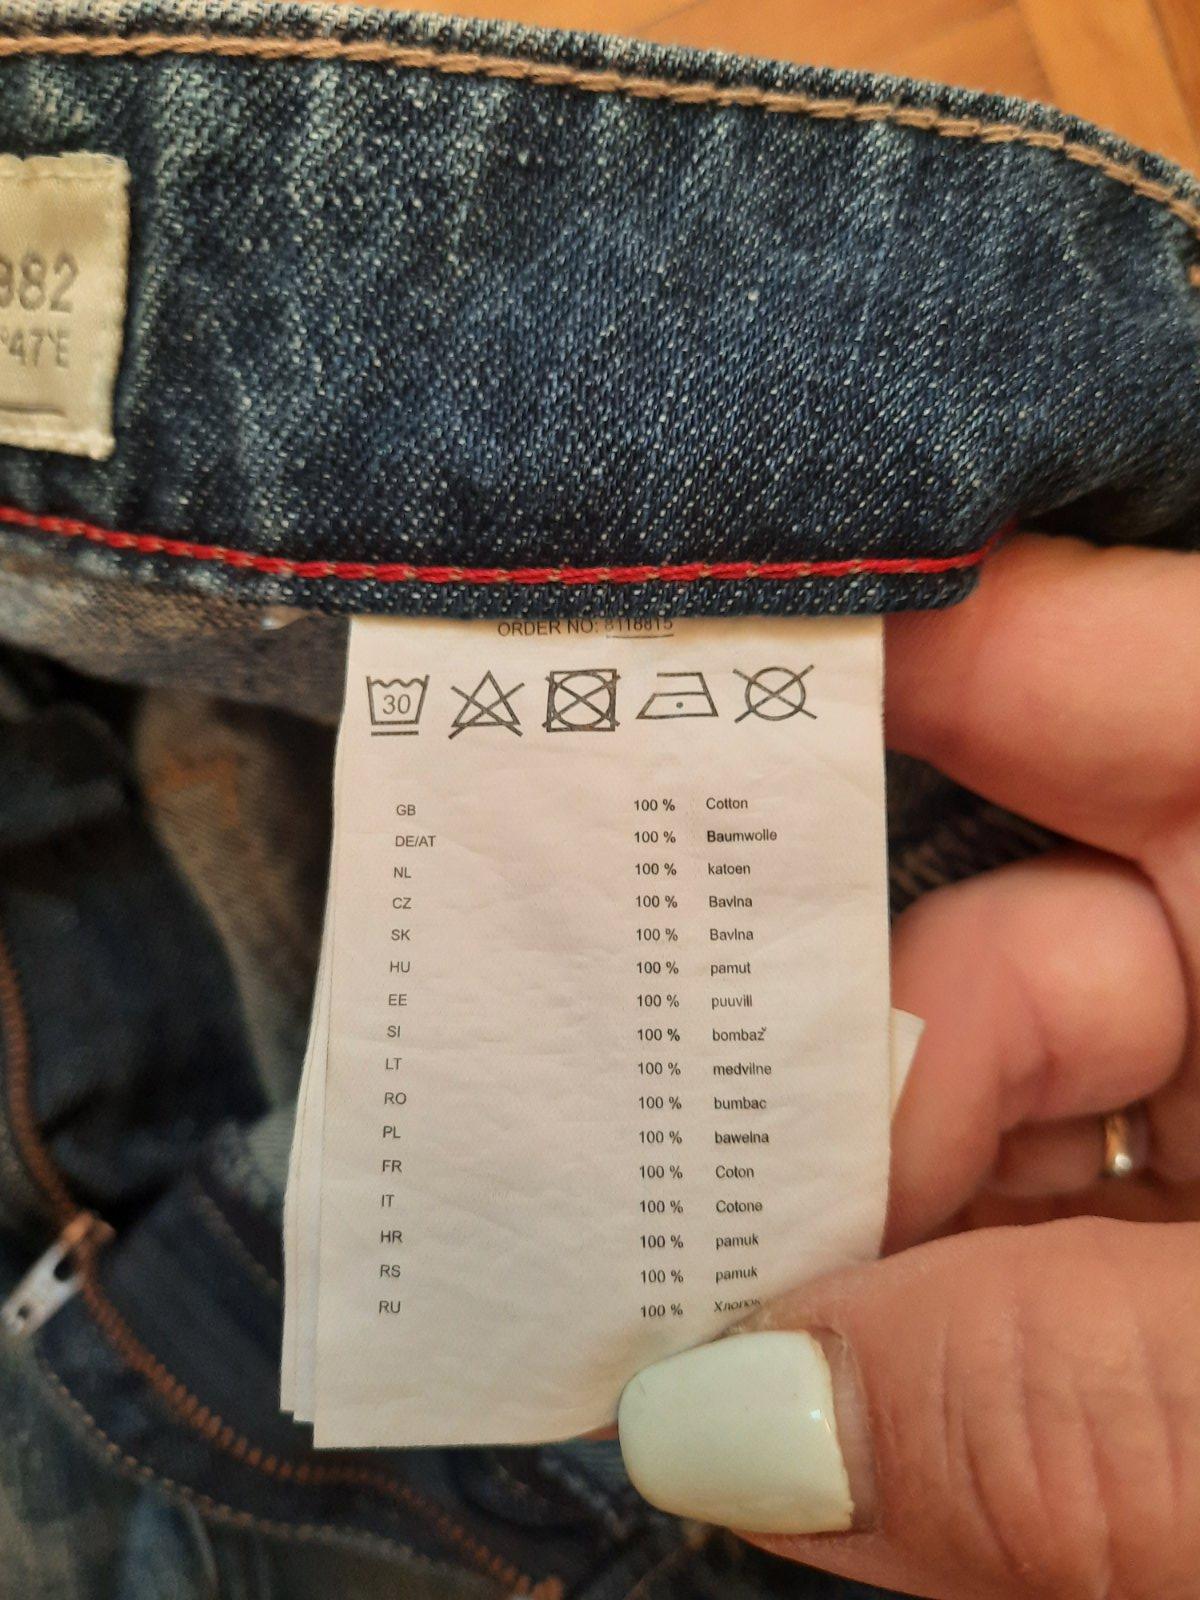 982
°47'E
ORDER NO: 8118815
30
GB 100 % Cotton
DE/AT 100 % Baumwolle
NL 100 % katoen
CZ 100 % Bavlna
SK 100 % Bavlna
HU 100 % pamut
EE 100 % puuvill
SI 100 % bombaž
LT 100 % medvilne
RO 100 % bumbac
PL 100 % bawelna
FR 100 % Coton
IT 100 % Cotone
HR 100 % pamuk
RS 100 % pamuk
RU 100 % Хлопок